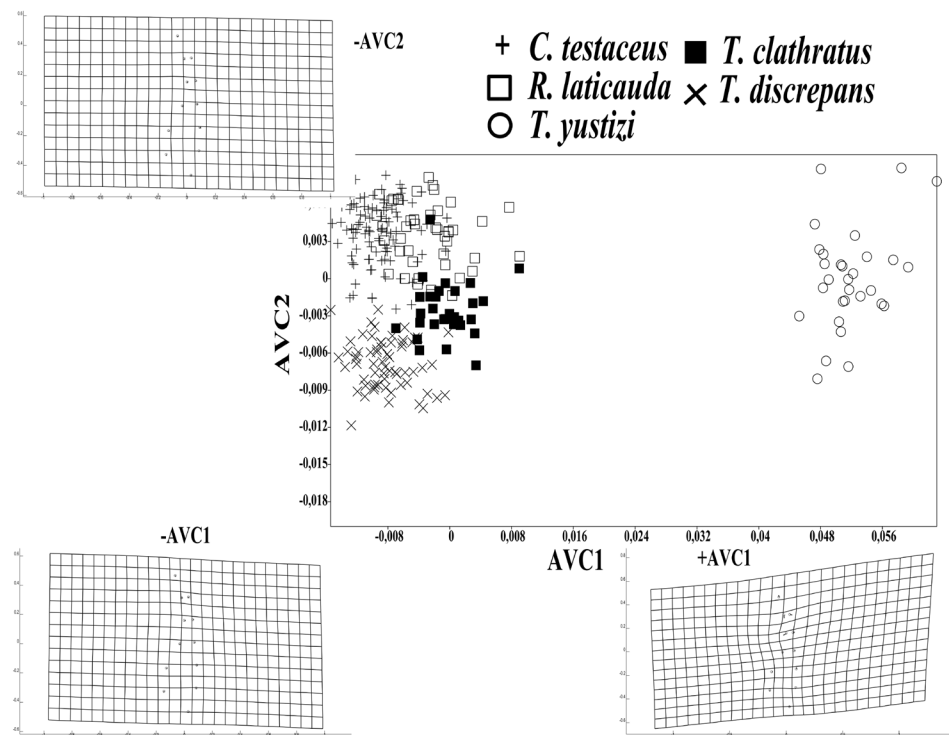 -AVC2
+ C. testaceus ■ T. clathratus
□ R. laticauda × T. discrepans
○ T. yustizi
0,003
0
-0,003
-0,006
-0,009
-0,012
-0,015
-0,018
AVC2
-0,008 0 0,008 0,016 0,024 0,032 0,04 0,048 0,056
AVC1
-AVC1
+AVC1